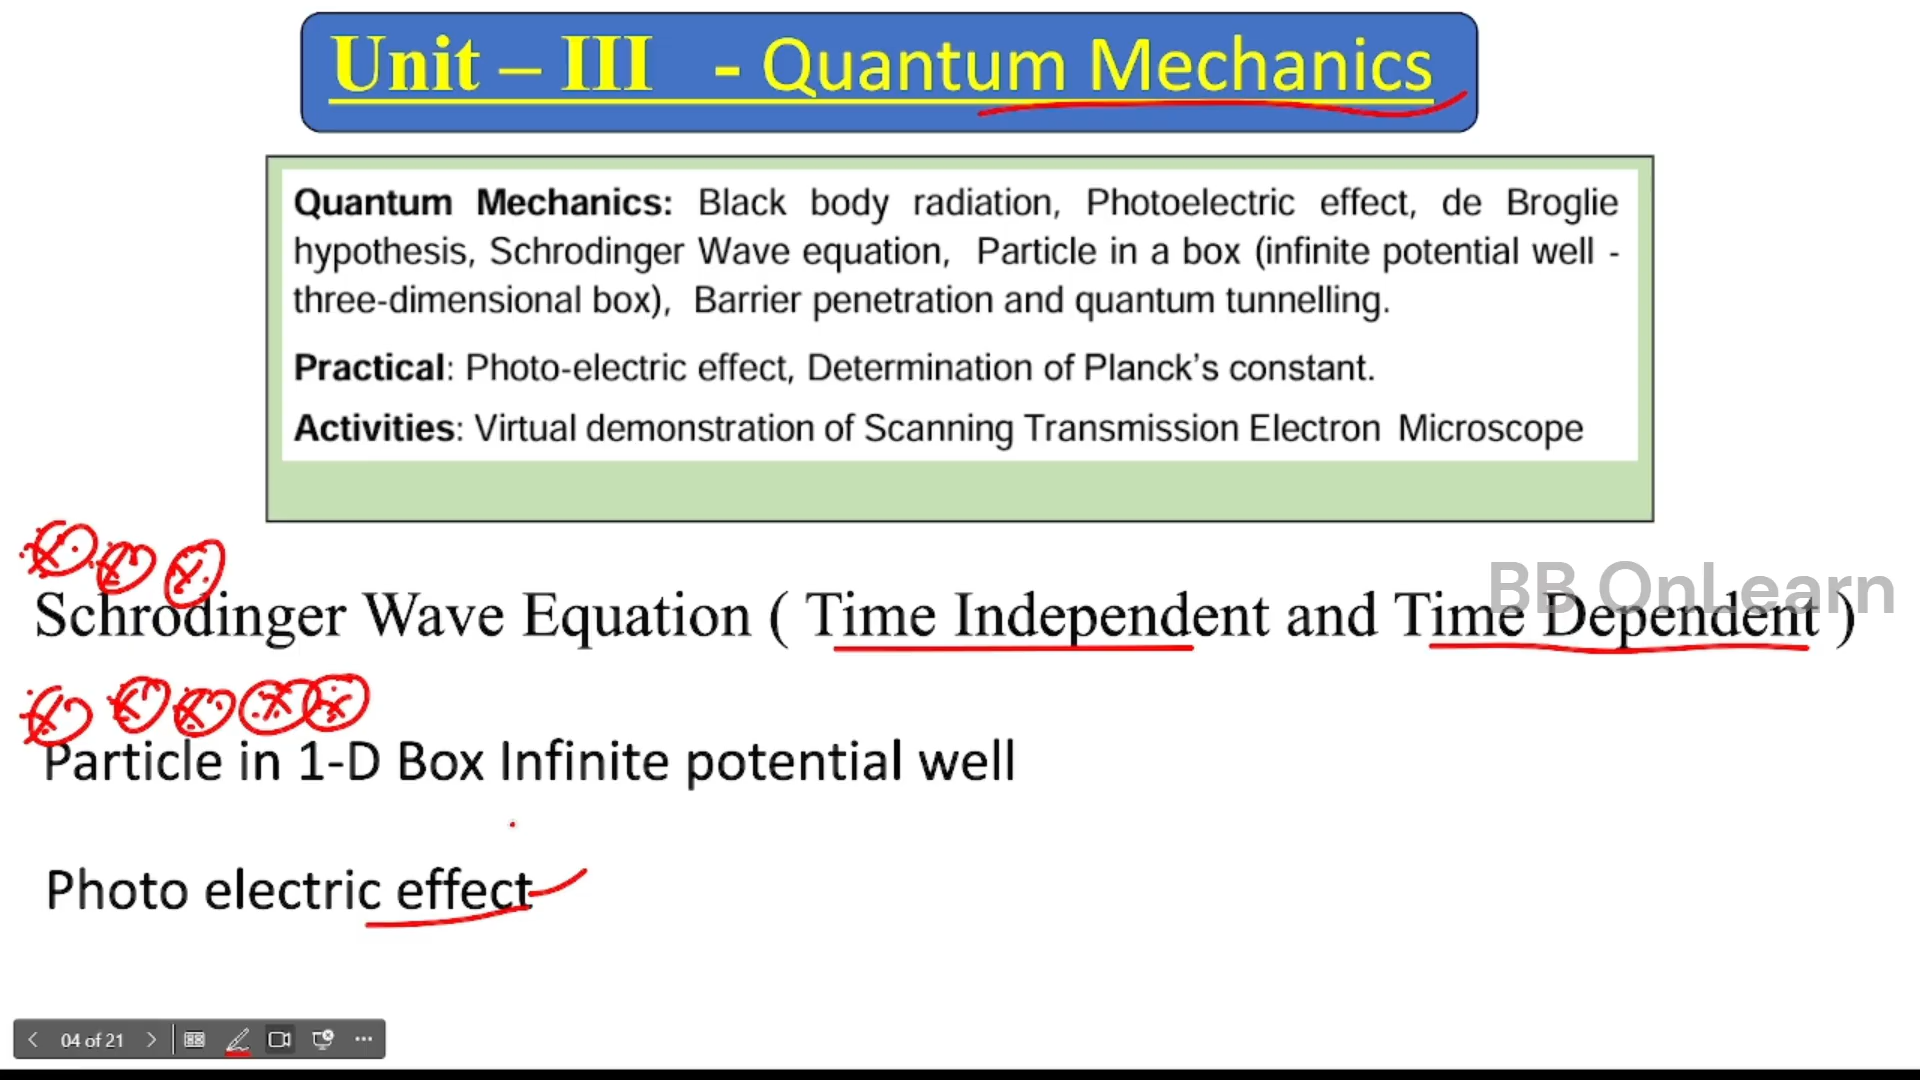 Unit – III - Quantum Mechanics
Quantum Mechanics: Black body radiation, Photoelectric effect, de Broglie
hypothesis, Schrodinger Wave equation, Particle in a box (infinite potential well -
three-dimensional box), Barrier penetration and quantum tunnelling.
Practical: Photo-electric effect, Determination of Planck’s constant.
Activities: Virtual demonstration of Scanning Transmission Electron Microscope
BB OnLearn
Schrodinger Wave Equation ( Time Independent and Time Dependent )
Particle in 1-D Box Infinite potential well
Photo electric effect
04 of 21